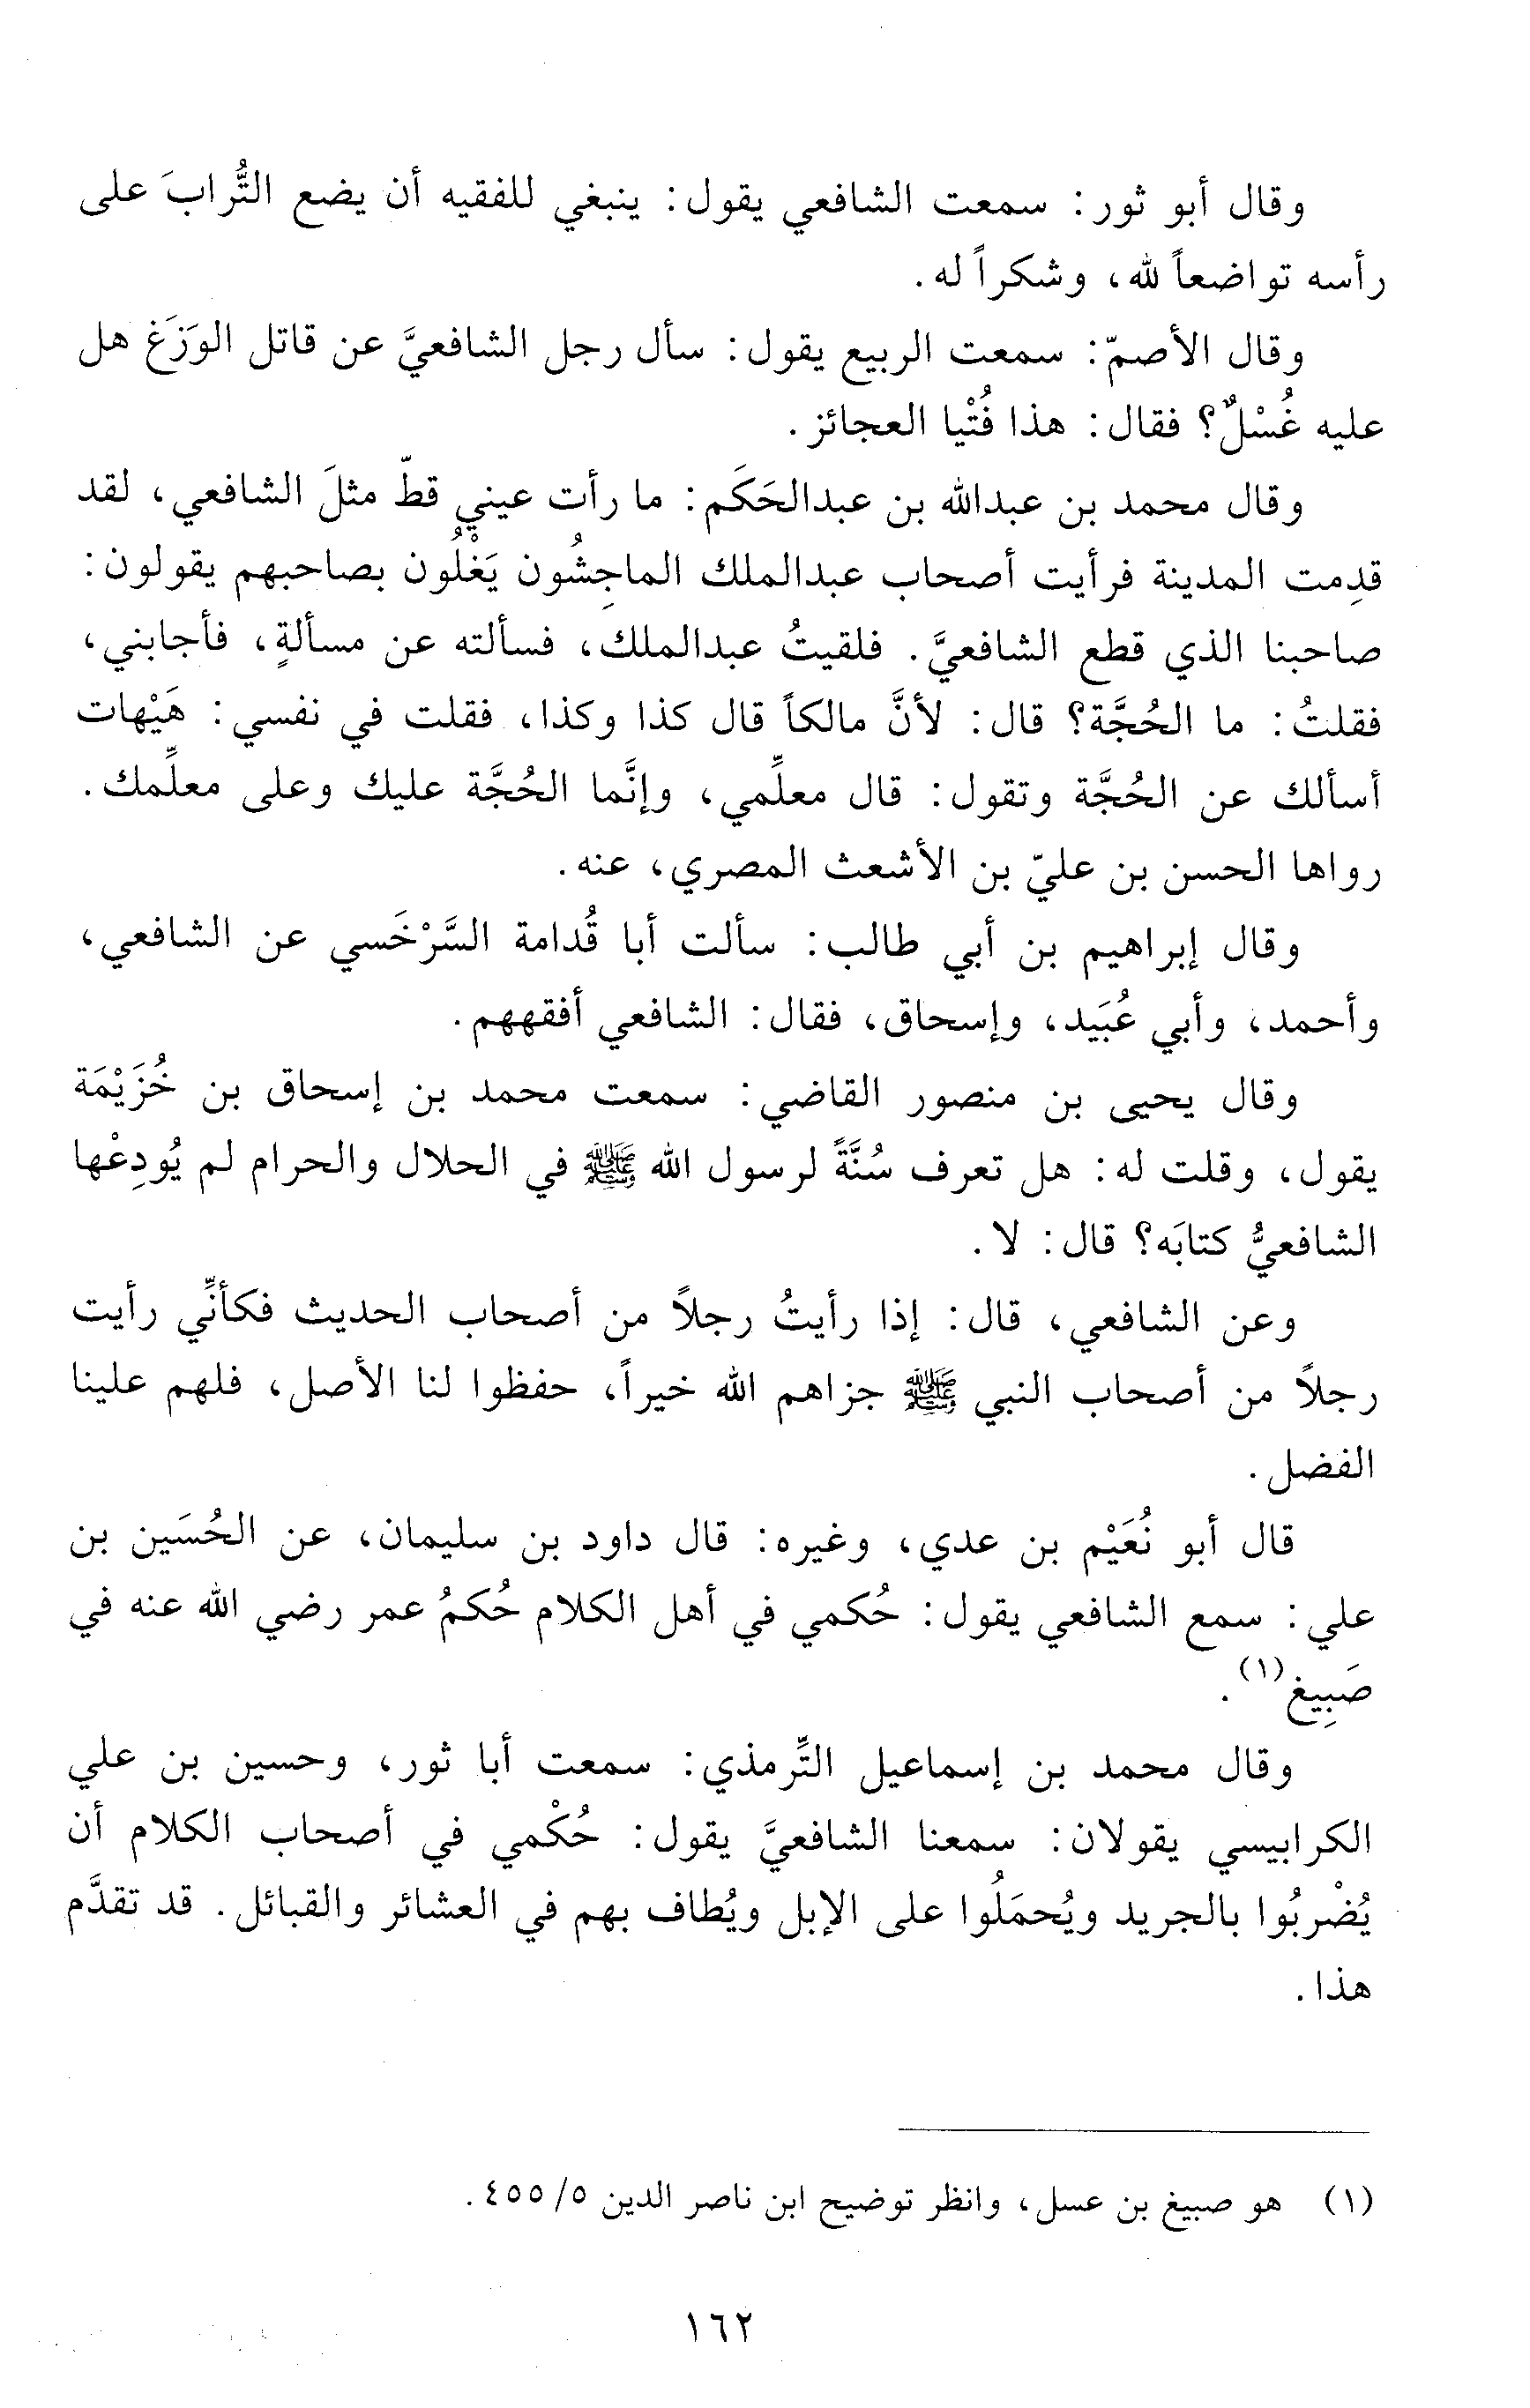 وقال أبو ثور: سمعت الشافعي يقول: ينبغي للفقيه أن يضع التُّرابَ على
رأسه تواضعاً لله، وشكراً له.
وقال الأصمّ: سمعت الربيع يقول: سأل رجل الشافعيَّ عن قاتل الوَزَغ هل
عليه غُسْلٌ؟ فقال: هذا فُتْيا العجائز.
وقال محمد بن عبدالله بن عبدالحَكَم: ما رأت عيني قطّ مثلَ الشافعي، لقد
قدِمت المدينة فرأيت أصحاب عبدالملك الماجِشُون يَغْلُون بصاحبهم يقولون:
صاحبنا الذي قطع الشافعيَّ. فلقيتُ عبدالملك، فسألته عن مسألةٍ، فأجابني،
فقلتُ: ما الحُجَّة؟ قال: لأنَّ مالكاً قال كذا وكذا، فقلت في نفسي: هَيْهات
أسألك عن الحُجَّة وتقول: قال معلِّمي، وإنَّما الحُجَّة عليك وعلى معلِّمك.
رواها الحسن بن عليّ بن الأشعث المصري، عنه.
وقال إبراهيم بن أبي طالب: سألت أبا قُدامة السَّرْخَسي عن الشافعي،
وأحمد، وأبي عُبَيد، وإسحاق، فقال: الشافعي أفقههم.
وقال يحيى بن منصور القاضي: سمعت محمد بن إسحاق بن خُزَيْمَة
يقول، وقلت له: هل تعرف سُنَّةً لرسول الله ﷺ في الحلال والحرام لم يُودِعْها
الشافعيُّ كتابَه؟ قال: لا.
وعن الشافعي، قال: إذا رأيتُ رجلاً من أصحاب الحديث فكأنِّي رأيت
رجلاً من أصحاب النبي ﷺ جزاهم الله خيراً، حفظوا لنا الأصل، فلهم علينا
الفضل.
قال أبو نُعَيْم بن عدي، وغيره: قال داود بن سليمان، عن الحُسَين بن
علي: سمع الشافعي يقول: حُكمي في أهل الكلام حُكمُ عمر رضي الله عنه في
صَبِيغ(١).
وقال محمد بن إسماعيل التِّرمذي: سمعت أبا ثور، وحسين بن علي
الكرابيسي يقولان: سمعنا الشافعيَّ يقول: حُكْمي في أصحاب الكلام أن
يُضْربُوا بالجريد ويُحمَلُوا على الإبل ويُطاف بهم في العشائر والقبائل. قد تقدَّم
هذا.
(١) هو صبيغ بن عسل، وانظر توضيح ابن ناصر الدين ٥/ ٤٥٥.
١٦٢